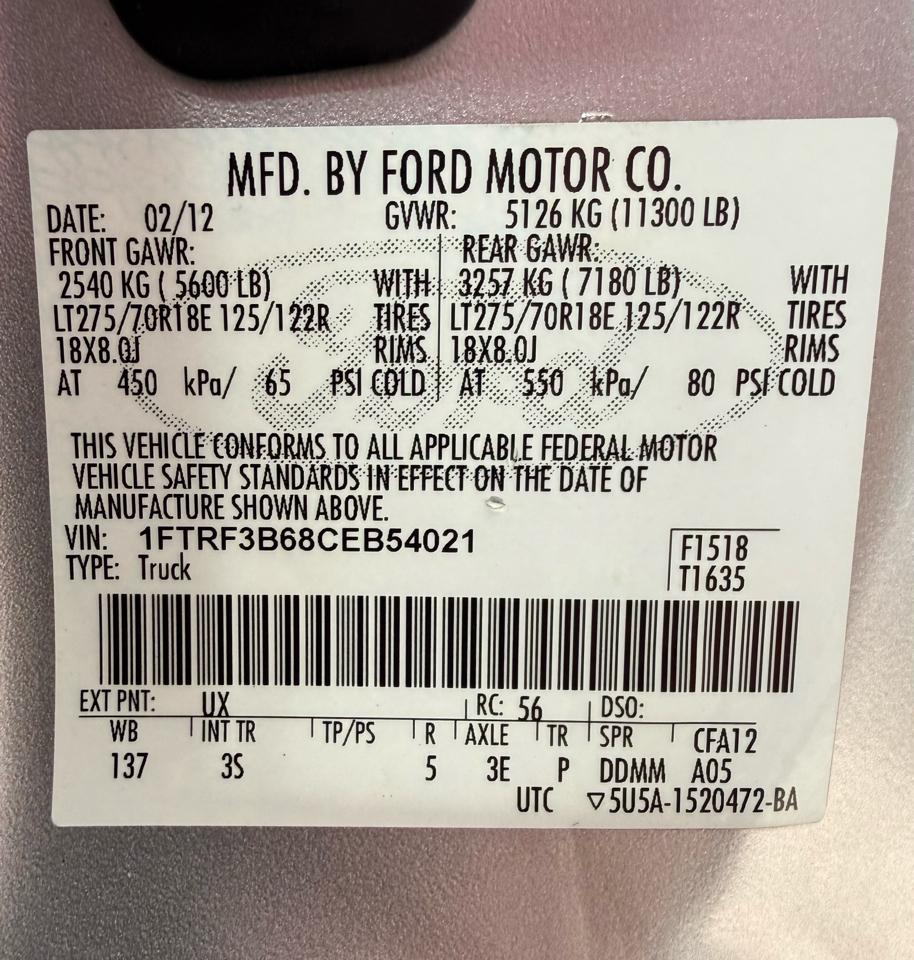 MFD. BY FORD MOTOR CO.
DATE: 02/12 GVWR: 5126 KG (11300 LB)
FRONT GAWR: REAR GAWR:
2540 KG ( 5600 LB) WITH 3257 KG ( 7180 LB) WITH
LT275/70R18E 125/122R TIRES LT275/70R18E 125/122R TIRES
18X8.0J RIMS 18X8.0J RIMS
AT 450 kPa/ 65 PSI COLD AT 550 kPa/ 80 PSI COLD
Ford
THIS VEHICLE CONFORMS TO ALL APPLICABLE FEDERAL MOTOR
VEHICLE SAFETY STANDARDS IN EFFECT ON THE DATE OF
MANUFACTURE SHOWN ABOVE.
VIN: 1FTRF3B68CEB54021
TYPE: Truck
F1518
T1635
EXT PNT: UX RC: 56 DSO:
WB INT TR TP/PS R AXLE TR SPR CFA12
137 3S 5 3E P DDMM A05
UTC ▽5U5A-1520472-BA